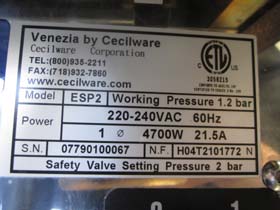 Venezia by Cecilware
Cecilware Corporation
TEL:(800)935-2211
FAX:(718)932-7860
www.cecilware.com
ETL
3058215
Model ESP2 Working Pressure 1.2 bar
Power 220-240VAC 60Hz
1 Ø 4700W 21.5A
S.N. 07790100067 N.F. H04T2101772 N
Safety Valve Setting Pressure 2 bar